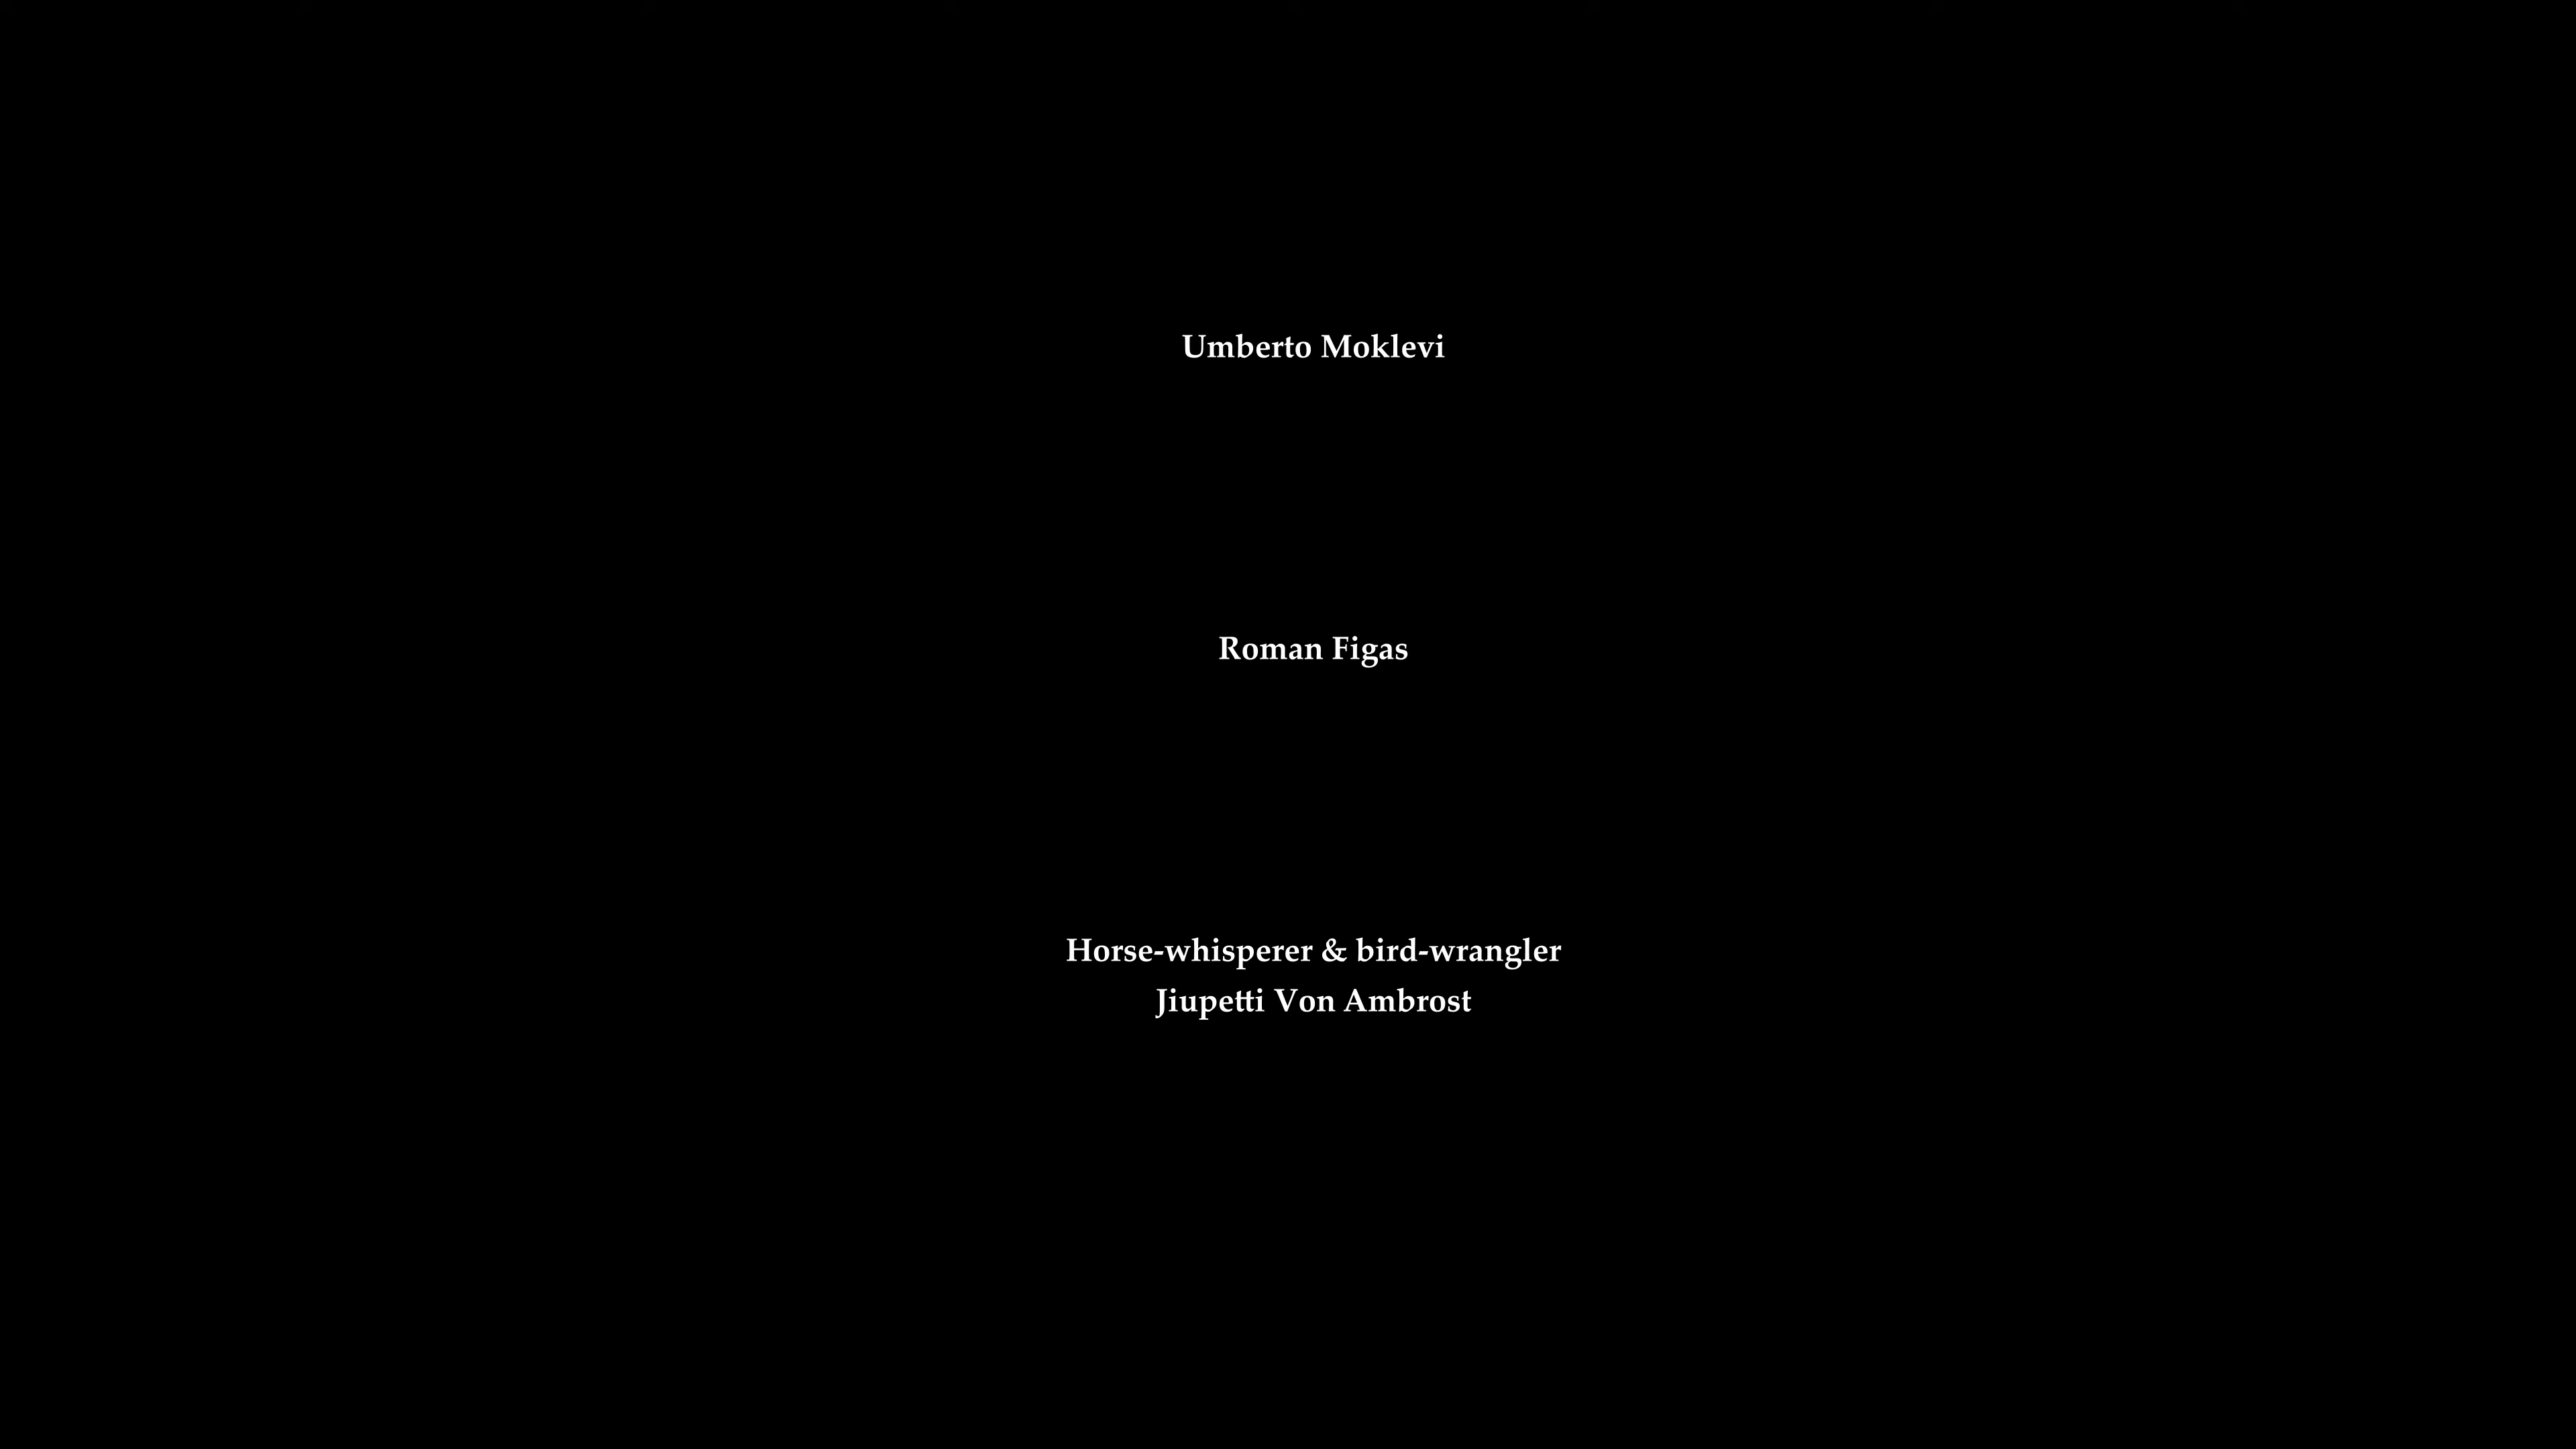 Umberto Moklevi
Roman Figas
Horse-whisperer & bird-wrangler
Jiupetti Von Ambrost